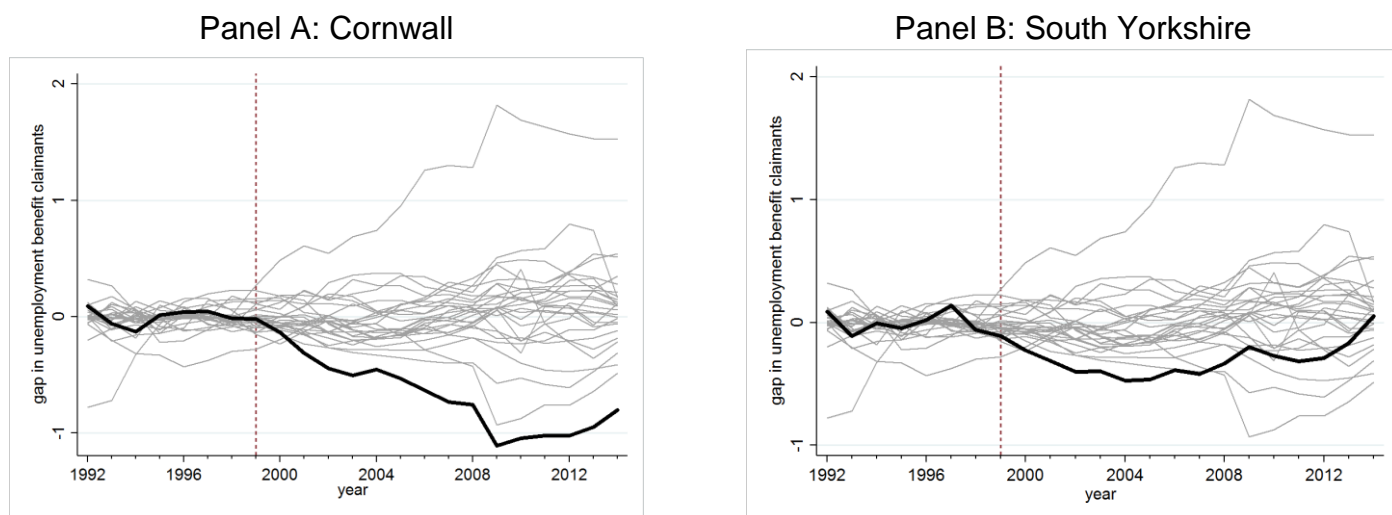 Panel A: Cornwall
gap in unemployment benefit claimants
2
1
0
-1
1992 1996 2000 2004 2008 2012
year
Panel B: South Yorkshire
gap in unemployment benefit claimants
2
1
0
-1
1992 1996 2000 2004 2008 2012
year